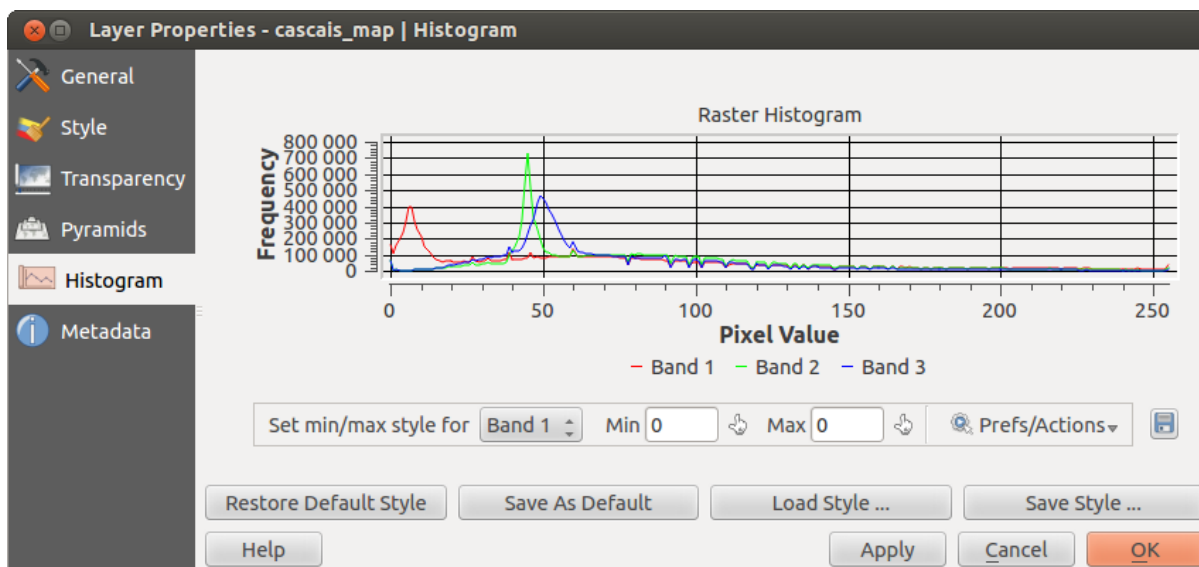 Layer Properties - cascais_map | Histogram
General
Style
Transparency
Pyramids
Histogram
Metadata
Raster Histogram
Frequency
800 000
700 000
600 000
500 000
400 000
300 000
200 000
100 000
0
0 50 100 150 200 250
Pixel Value
Band 1 Band 2 Band 3
Set min/max style for Band 1 Min 0 Max 0 Prefs/Actions
Restore Default Style Save As Default Load Style ... Save Style ...
Help Apply Cancel OK